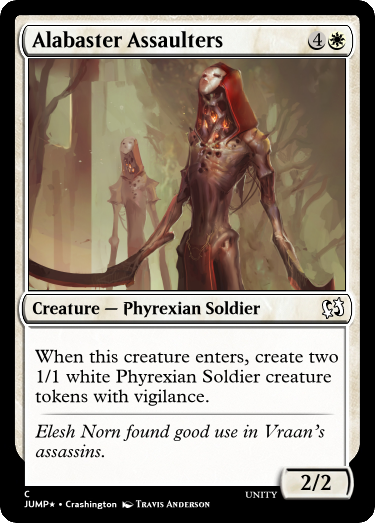 Alabaster Assaulters 4
Creature — Phyrexian Soldier
When this creature enters, create two
1/1 white Phyrexian Soldier creature
tokens with vigilance.
Elesh Norn found good use in Vraan's
assassins.
2/2
C
JUMP★ • Crashington Travis Anderson UNITY